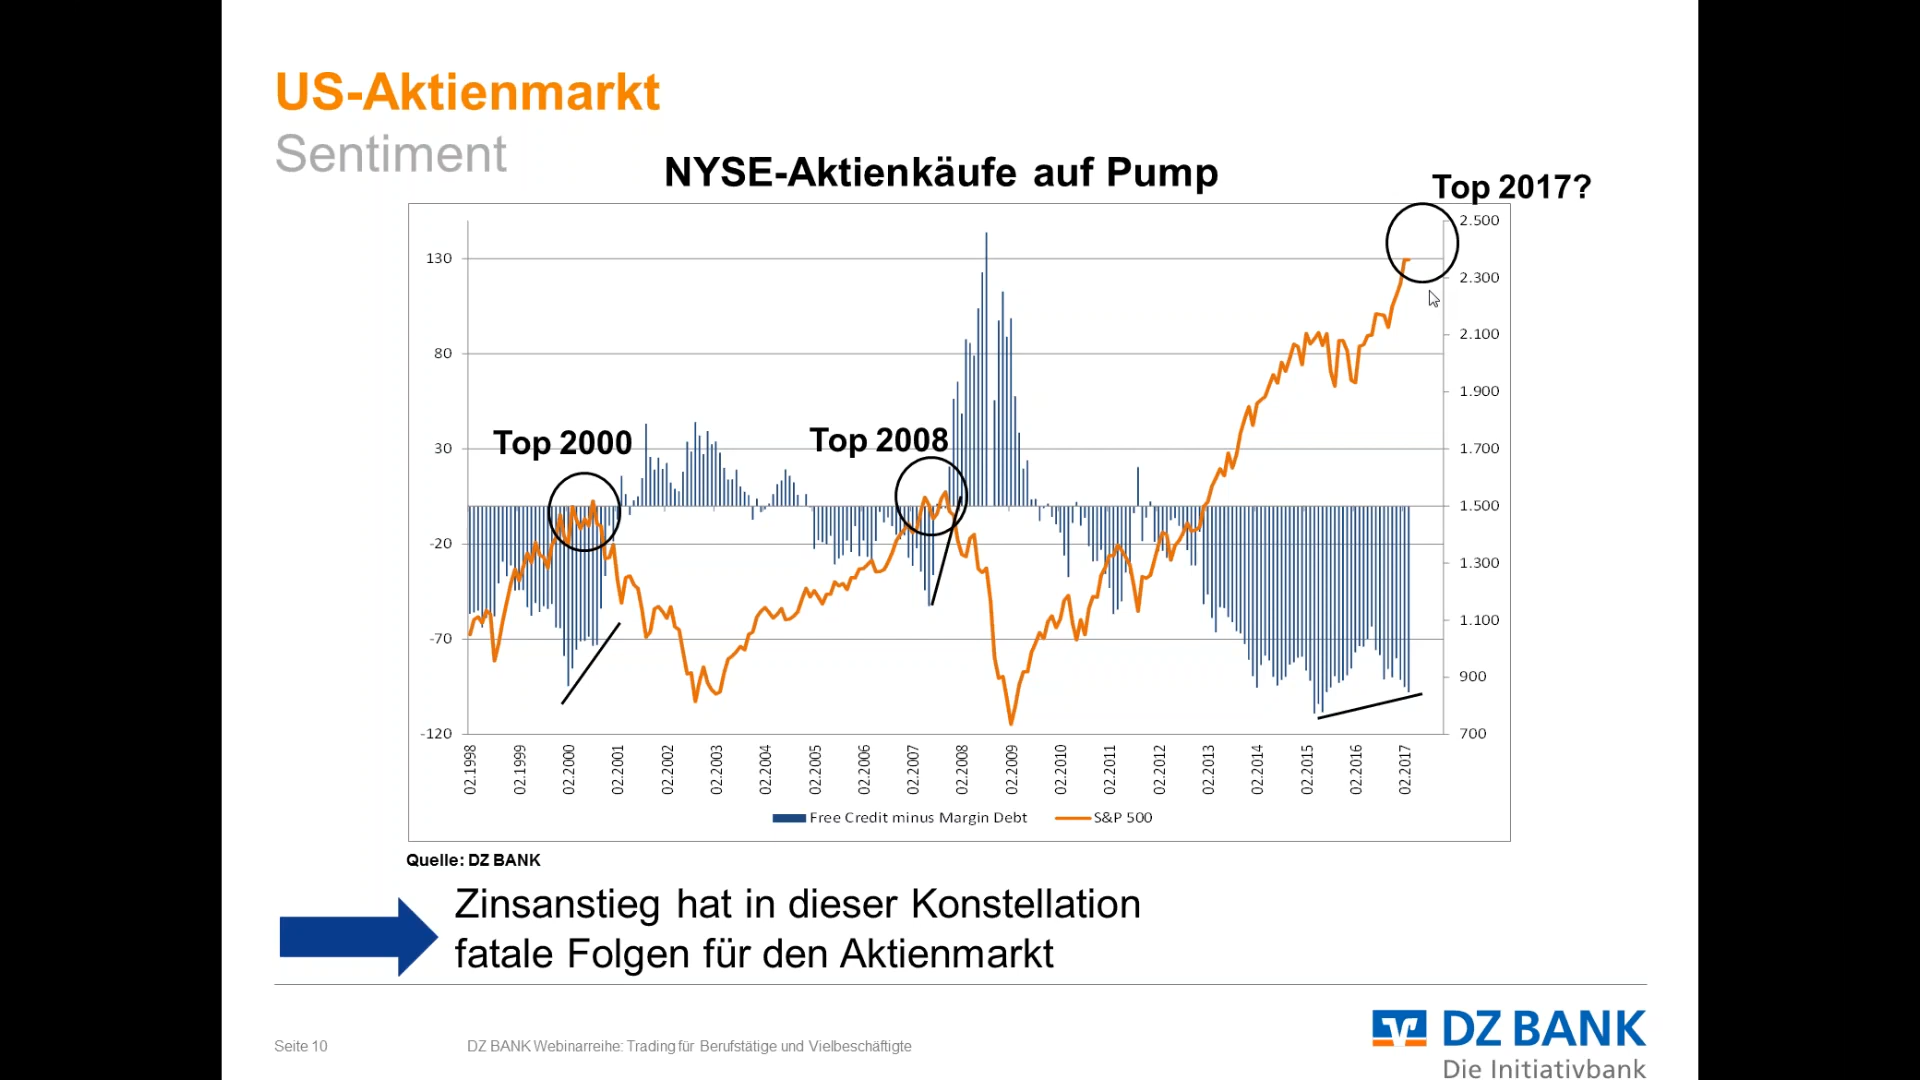 US-Aktienmarkt
Sentiment
NYSE-Aktienkäufe auf Pump
Top 2017?
2.500
130
2.300
2.100
80
1.900
Top 2000
Top 2008
30
1.700
1.500
-20
1.300
-70
1.100
900
-120
700
02.1998
02.1999
02.2000
02.2001
02.2002
02.2003
02.2004
02.2005
02.2006
02.2007
02.2008
02.2009
02.2010
02.2011
02.2012
02.2013
02.2014
02.2015
02.2016
02.2017
Free Credit minus Margin Debt
S&P 500
Quelle: DZ BANK
Zinsanstieg hat in dieser Konstellation
fatale Folgen für den Aktienmarkt
Seite 10
DZ BANK Webinarreihe: Trading für Berufstätige und Vielbeschäftigte
DZ BANK
Die Initiativbank